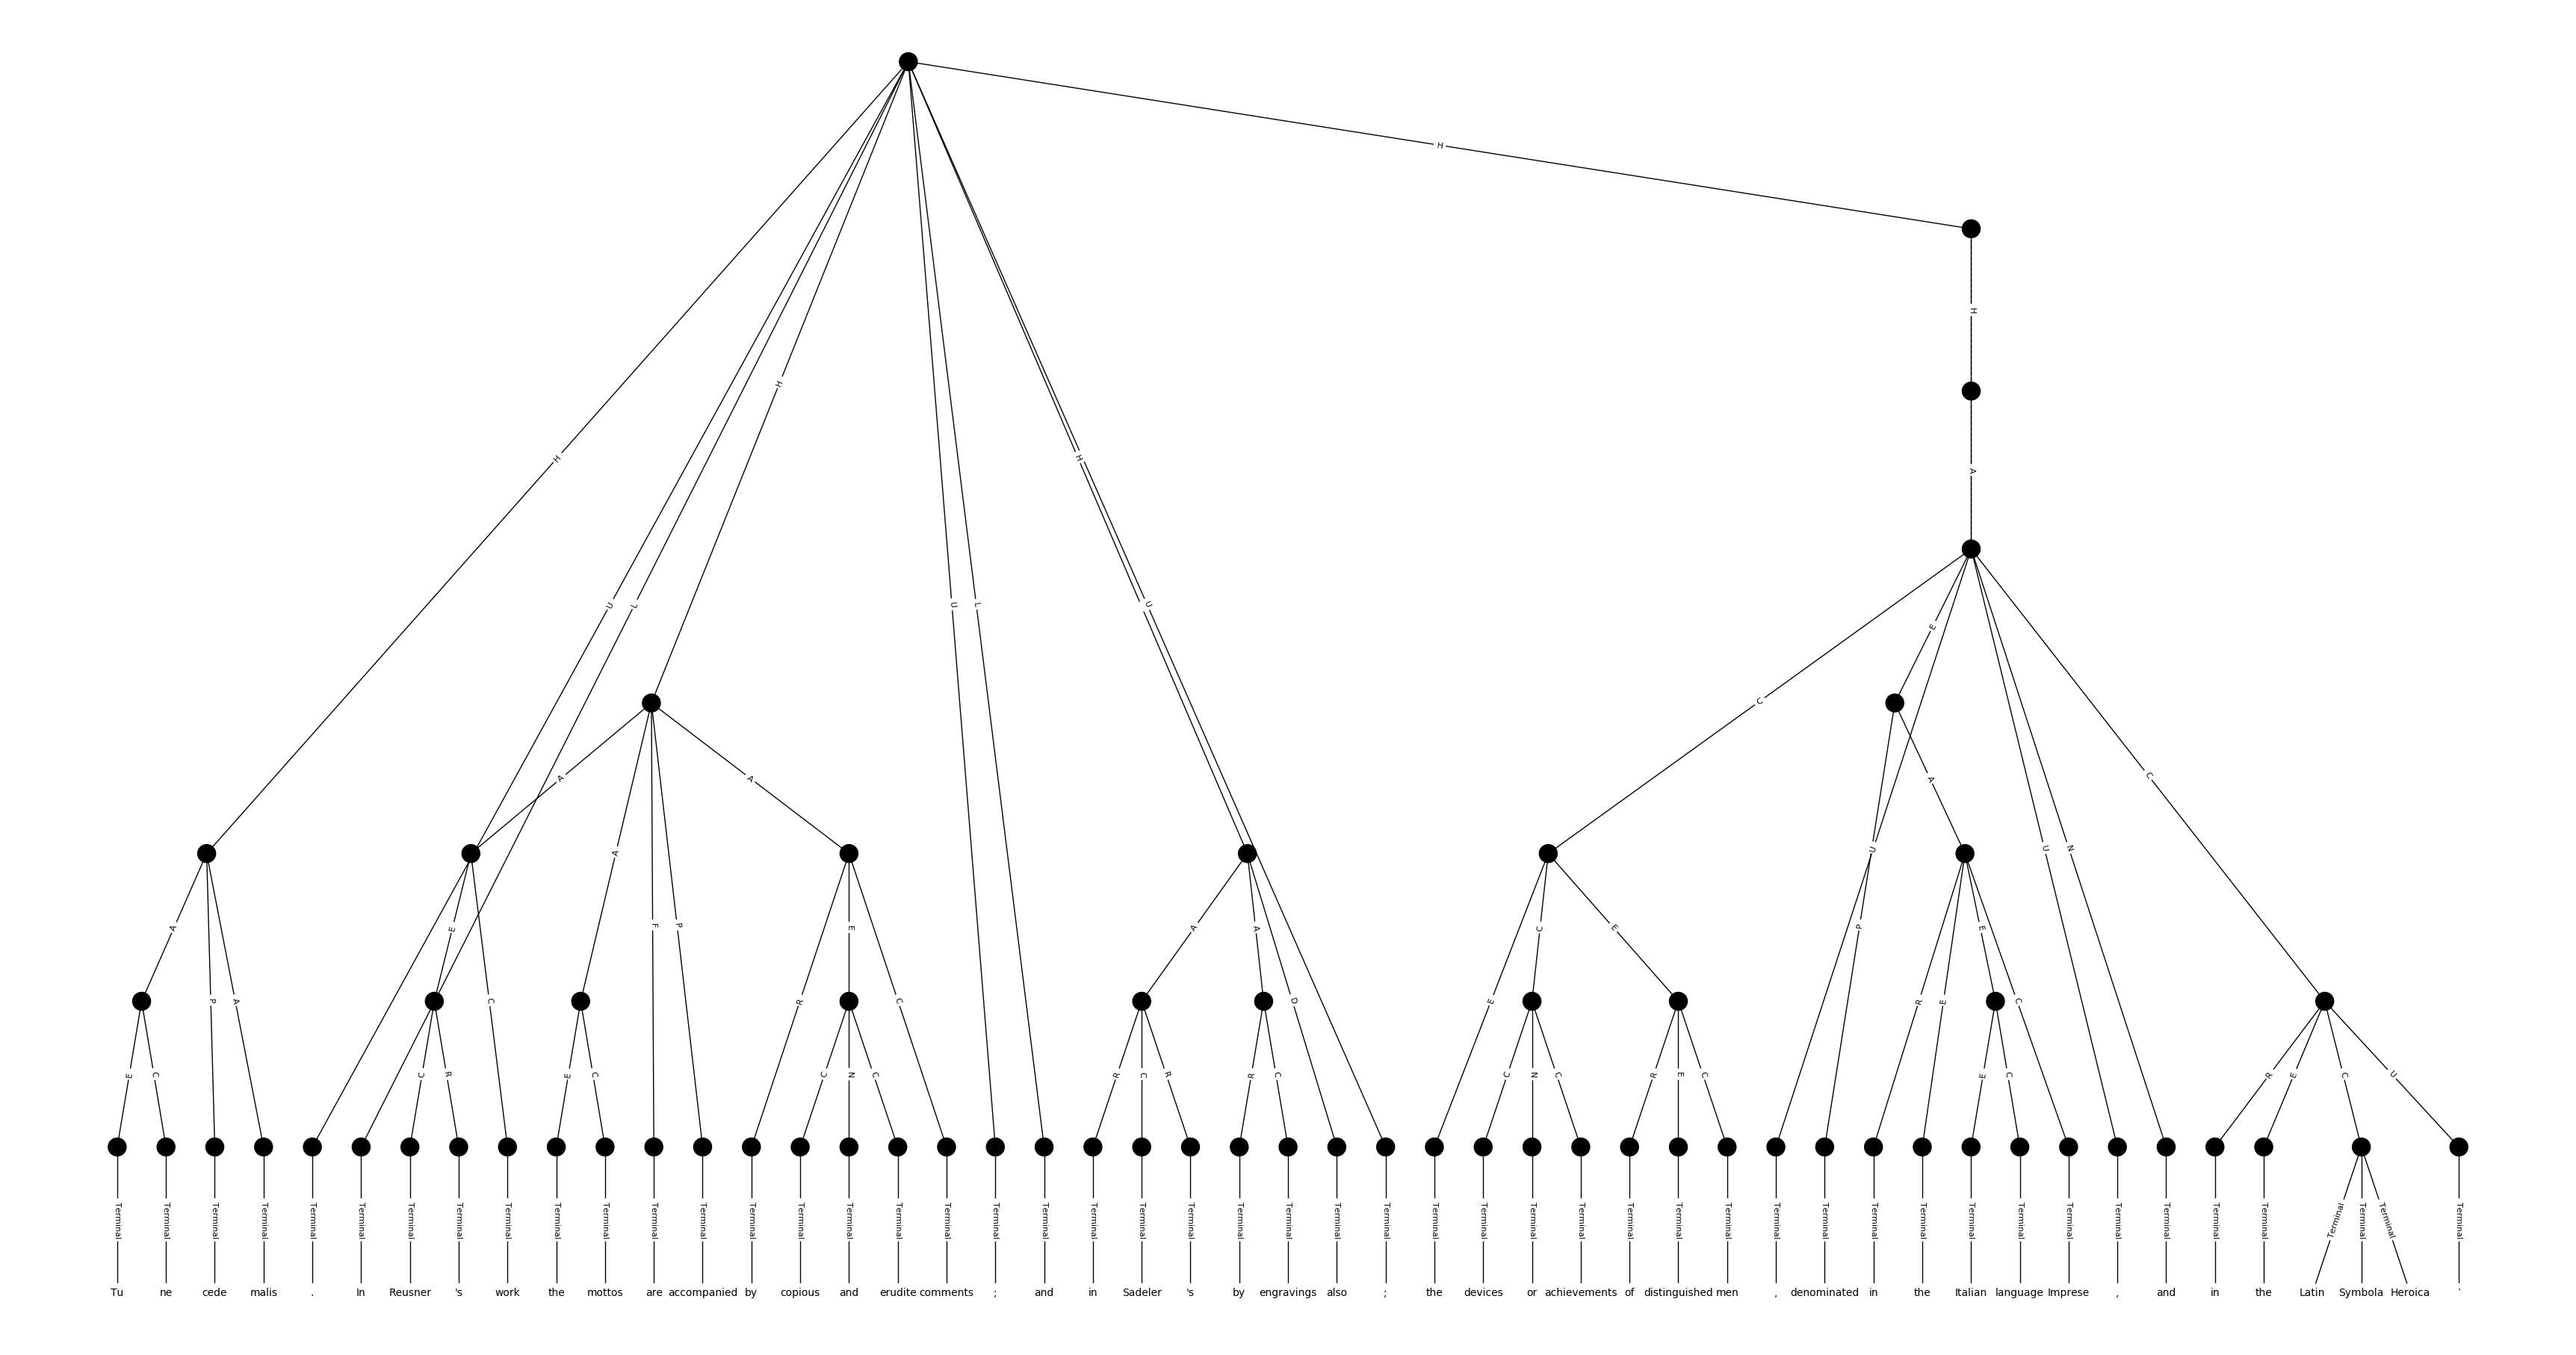 H
H
H
H
A
U
L
U
L
H
U
E
C
A
A
C
A
A
U
U
N
A
E
C
P
F
P
E
A
A
C
E
P
E
P
A
C
R
C
D
E
R
E
C
E
C
C
R
E
C
C
N
C
R
C
R
R
C
C
N
C
R
E
C
E
C
R
E
C
U
Terminal Terminal Terminal Terminal Terminal Terminal Terminal Terminal Terminal Terminal Terminal Terminal Terminal Terminal Terminal Terminal Terminal Terminal Terminal Terminal Terminal Terminal Terminal Terminal Terminal Terminal Terminal Terminal Terminal Terminal Terminal Terminal Terminal Terminal Terminal Terminal Terminal Terminal Terminal Terminal Terminal Terminal Terminal Terminal Terminal Terminal Terminal Terminal Terminal
Tu ne cede malis . In Reusner 's work the mottos are accompanied by copious and erudite comments ; and in Sadeler 's by engravings also ; the devices or achievements of distinguished men , denominated in the Italian language Imprese , and in the Latin Symbola Heroica .